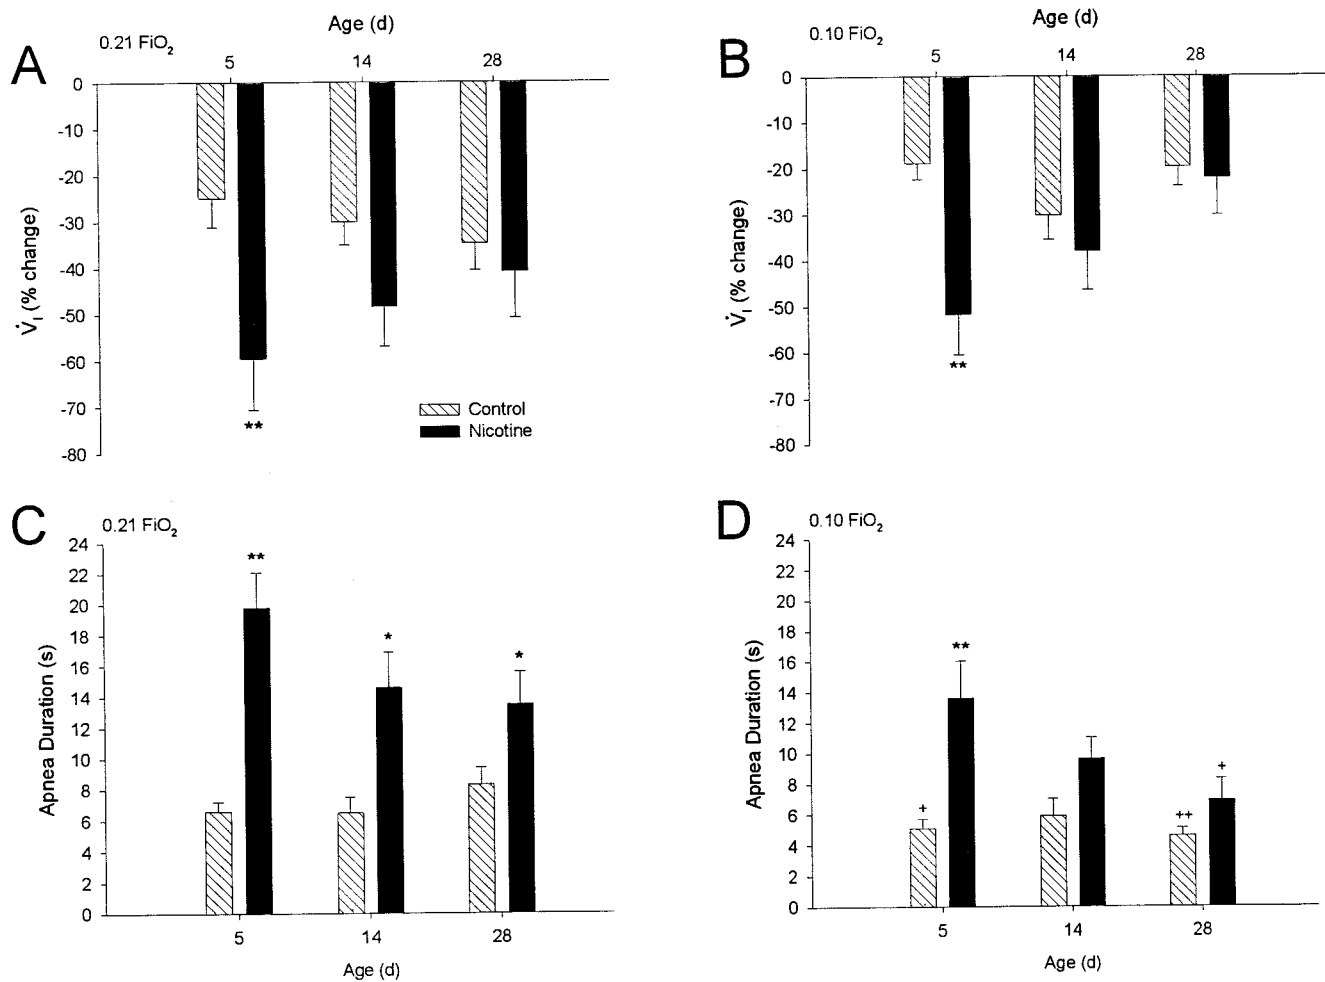 A
0.21 FiO₂
Age (d)
5 14 28
0
-10
-20
-30
-40
-50
-60
-70
-80
V̇I (% change)
**
Control
Nicotine
B
0.10 FiO₂
Age (d)
5 14 28
0
-10
-20
-30
-40
-50
-60
-70
-80
V̇I (% change)
**
C
0.21 FiO₂
24
22
20
18
16
14
12
10
8
6
4
2
0
Apnea Duration (s)
** * *
5 14 28
Age (d)
D
0.10 FiO₂
24
22
20
18
16
14
12
10
8
6
4
2
0
Apnea Duration (s)
+ ** ++ +
5 14 28
Age (d)